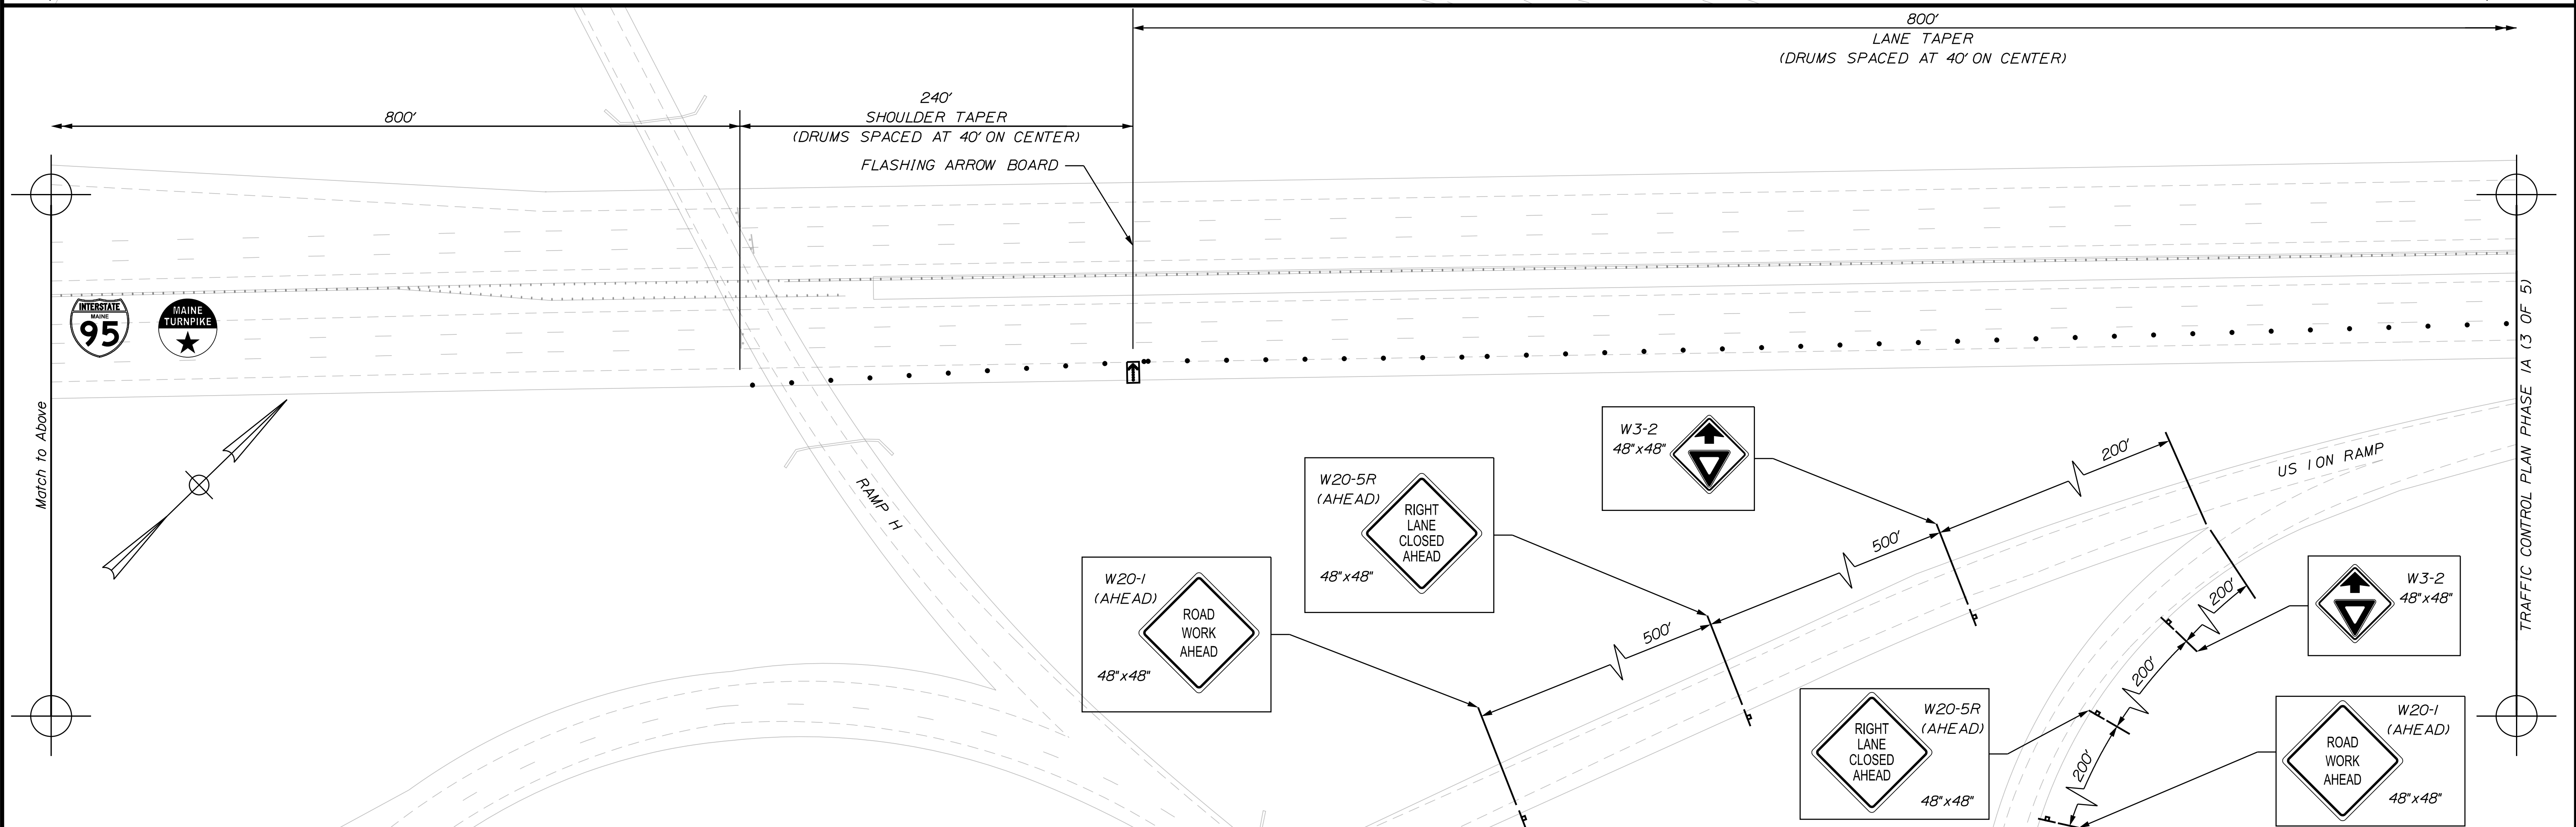 800'
LANE TAPER
(DRUMS SPACED AT 40' ON CENTER)
240'
800'
SHOULDER TAPER
(DRUMS SPACED AT 40' ON CENTER)
FLASHING ARROW BOARD
INTERSTATE
MAINE
95
MAINE
TURNPIKE
Match to Above
TRAFFIC CONTROL PLAN PHASE 1A (3 OF 5)
RAMP H
US 1 ON RAMP
W3-2
48"x48"
200'
W20-5R
(AHEAD)
RIGHT
LANE
CLOSED
AHEAD
48"x48"
500'
W20-1
(AHEAD)
ROAD
WORK
AHEAD
48"x48"
500'
W3-2
48"x48"
200'
200'
W20-5R
(AHEAD)
RIGHT
LANE
CLOSED
AHEAD
48"x48"
200'
W20-1
(AHEAD)
ROAD
WORK
AHEAD
48"x48"